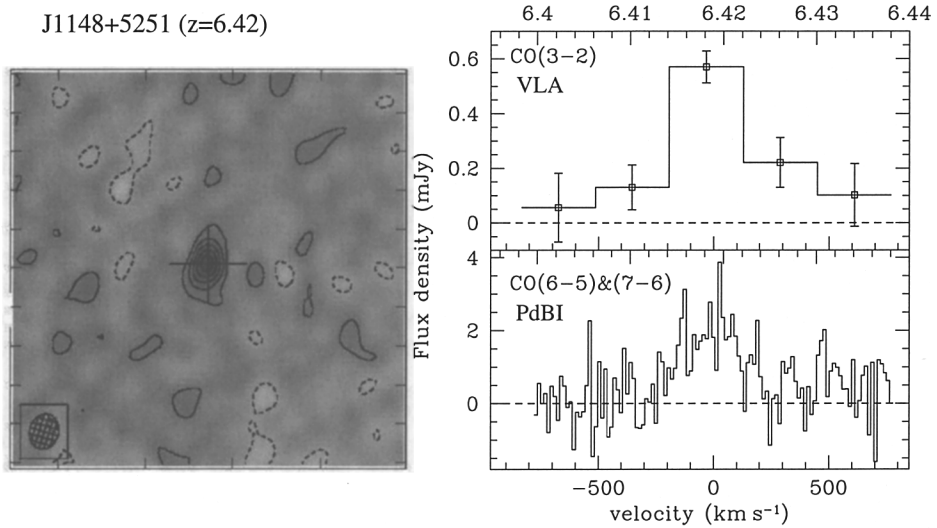 J1148+5251 (z=6.42)
6.4 6.41 6.42 6.43 6.44
CO(3-2)
VLA
0.6
0.4
0.2
0
Flux density (mJy)
CO(6-5)&(7-6)
PdBI
4
2
0
-500 0 500
velocity (km s⁻¹)